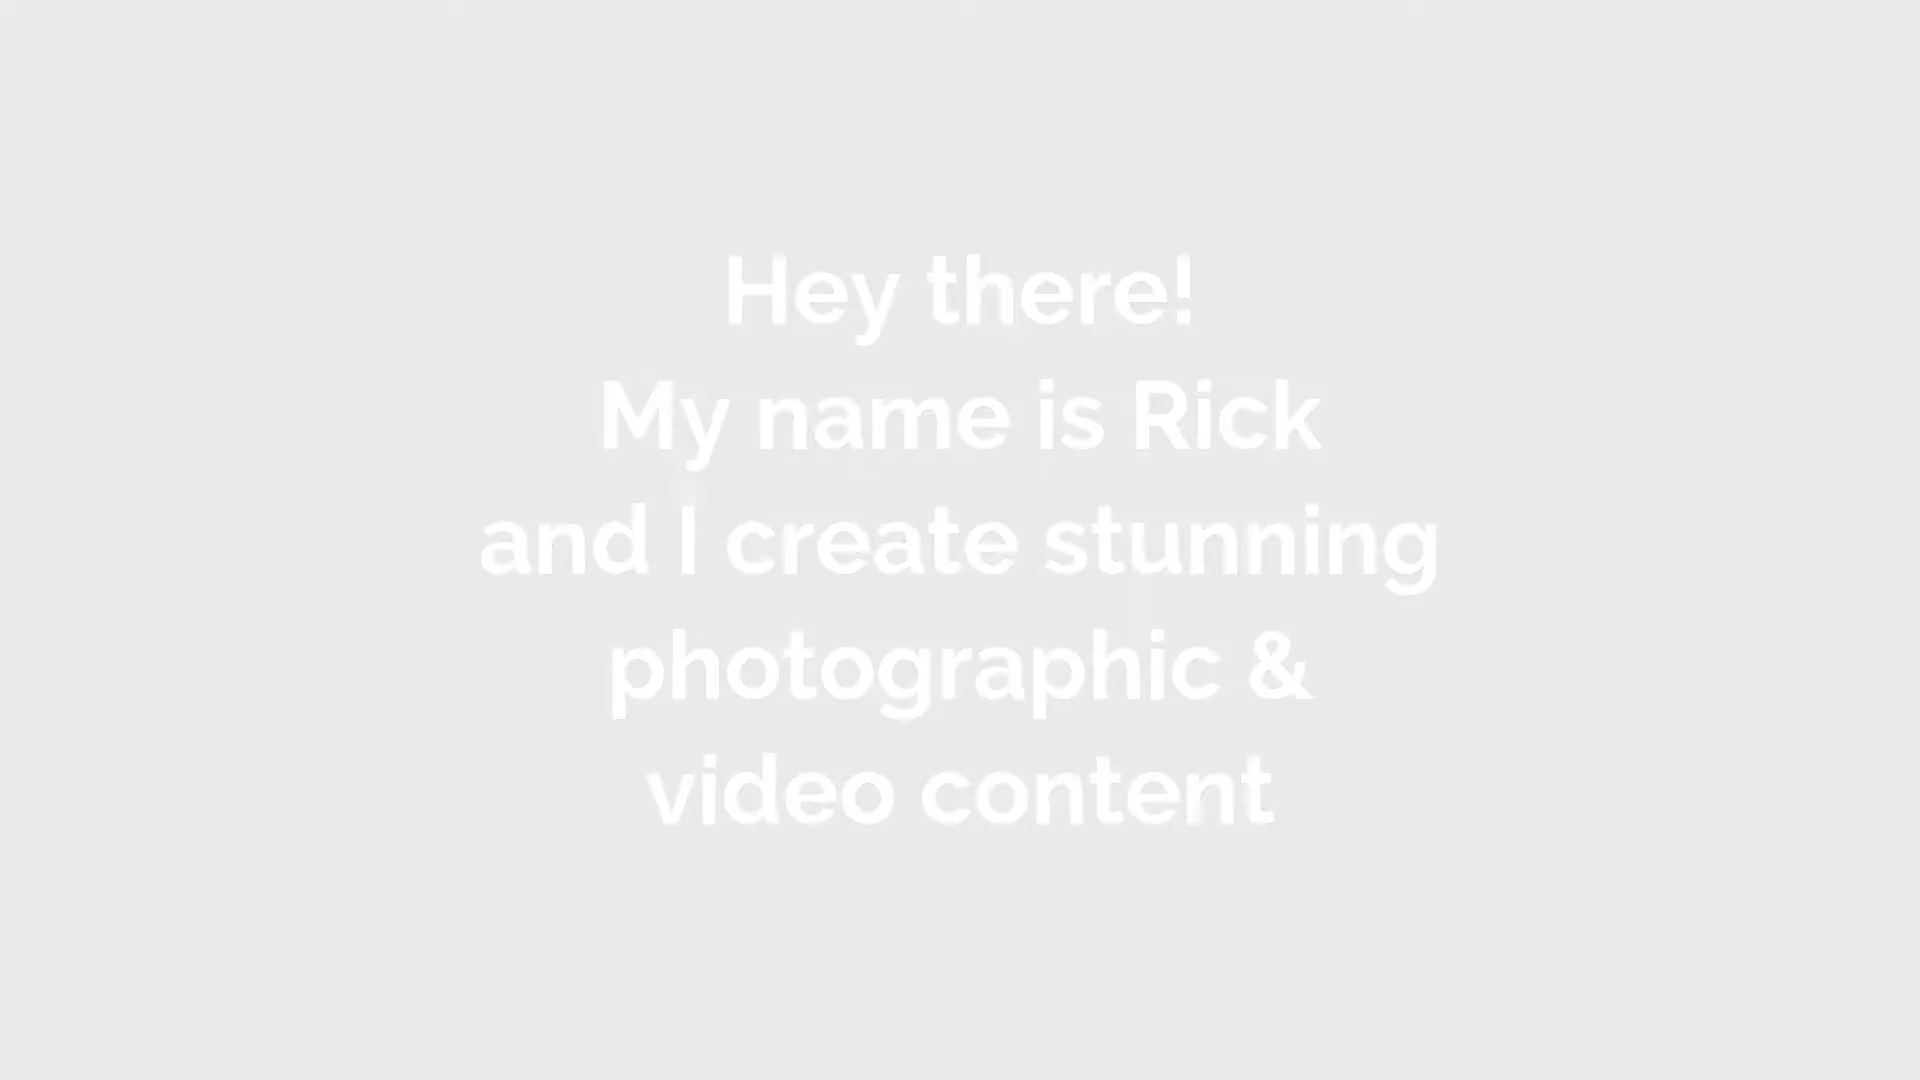 Hey there!
My name is Rick
and I create stunning
photographic &
video content